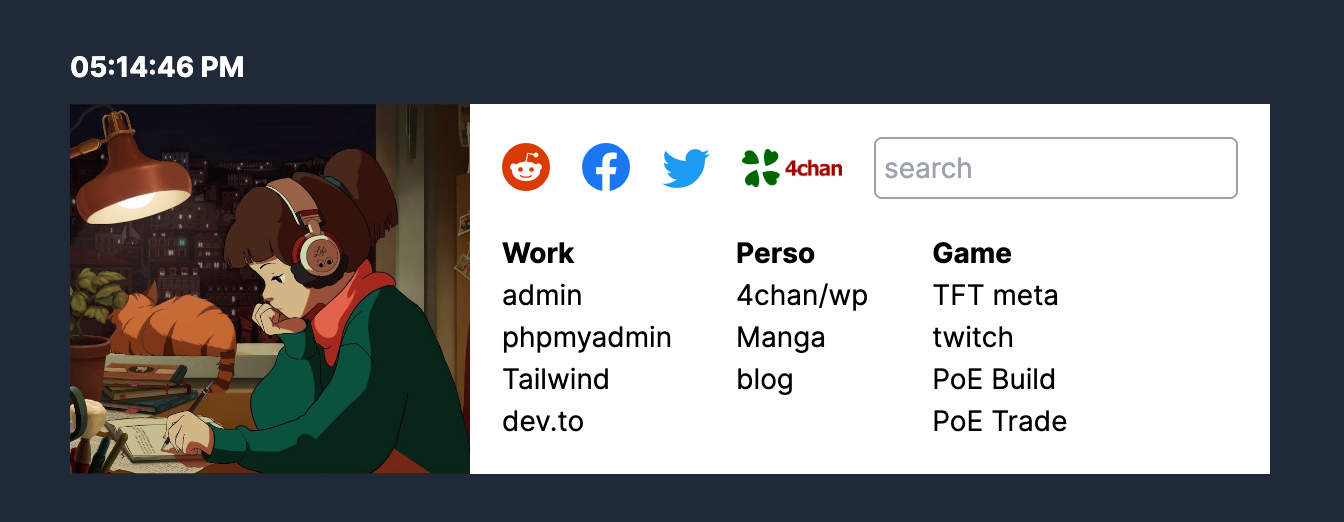 05:14:46 PM
4chan
search
Work
admin
phpmyadmin
Tailwind
dev.to
Perso
4chan/wp
Manga
blog
Game
TFT meta
twitch
PoE Build
PoE Trade